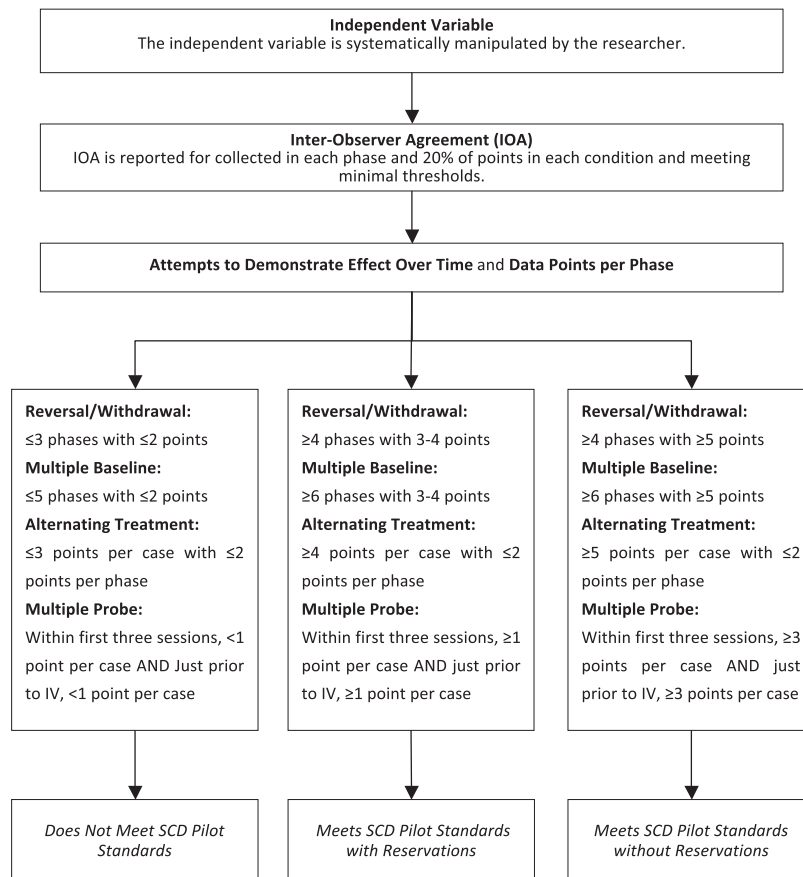 Independent Variable
The independent variable is systematically manipulated by the researcher.
Inter-Observer Agreement (IOA)
IOA is reported for collected in each phase and 20% of points in each condition and meeting
minimal thresholds.
Attempts to Demonstrate Effect Over Time and Data Points per Phase
Reversal/Withdrawal:
≤3 phases with ≤2 points
Multiple Baseline:
≤5 phases with ≤2 points
Alternating Treatment:
≤3 points per case with ≤2
points per phase
Multiple Probe:
Within first three sessions, <1
point per case AND Just prior
to IV, <1 point per case
Reversal/Withdrawal:
≥4 phases with 3-4 points
Multiple Baseline:
≥6 phases with 3-4 points
Alternating Treatment:
≥4 points per case with ≤2
points per phase
Multiple Probe:
Within first three sessions, ≥1
point per case AND just prior
to IV, ≥1 point per case
Reversal/Withdrawal:
≥4 phases with ≥5 points
Multiple Baseline:
≥6 phases with ≥5 points
Alternating Treatment:
≥5 points per case with ≤2
points per phase
Multiple Probe:
Within first three sessions, ≥3
points per case AND just
prior to IV, ≥3 points per case
Does Not Meet SCD Pilot
Standards
Meets SCD Pilot Standards
with Reservations
Meets SCD Pilot Standards
without Reservations